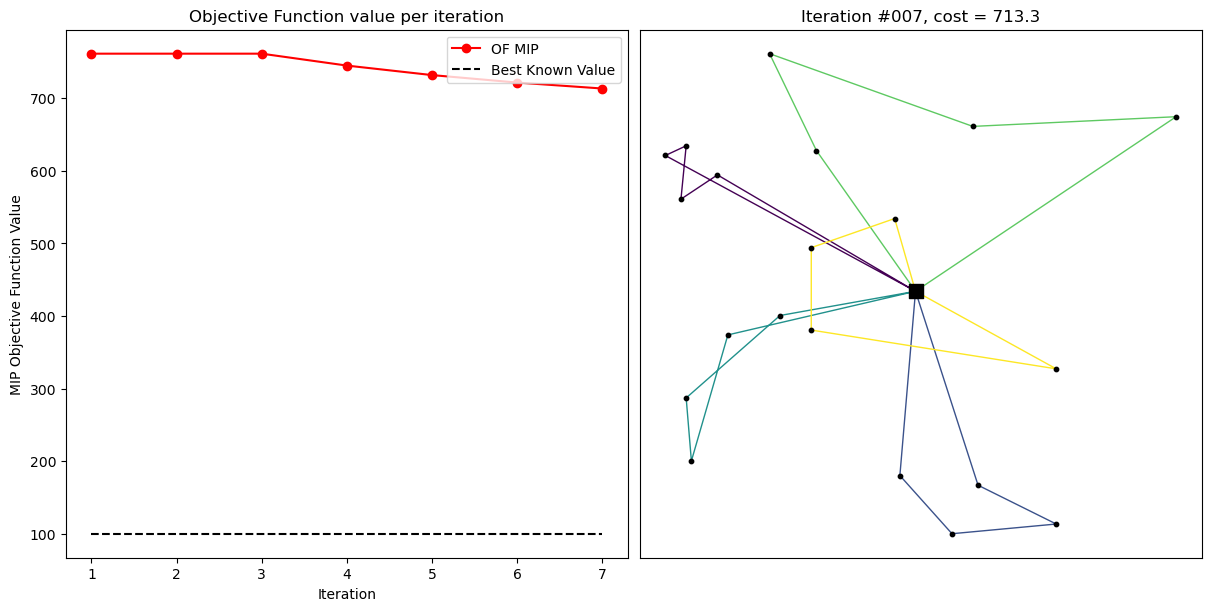 Objective Function value per iteration
OF MIP
Best Known Value
700
600
500
400
300
200
100
MIP Objective Function Value
1 2 3 4 5 6 7
Iteration
Iteration #007, cost = 713.3